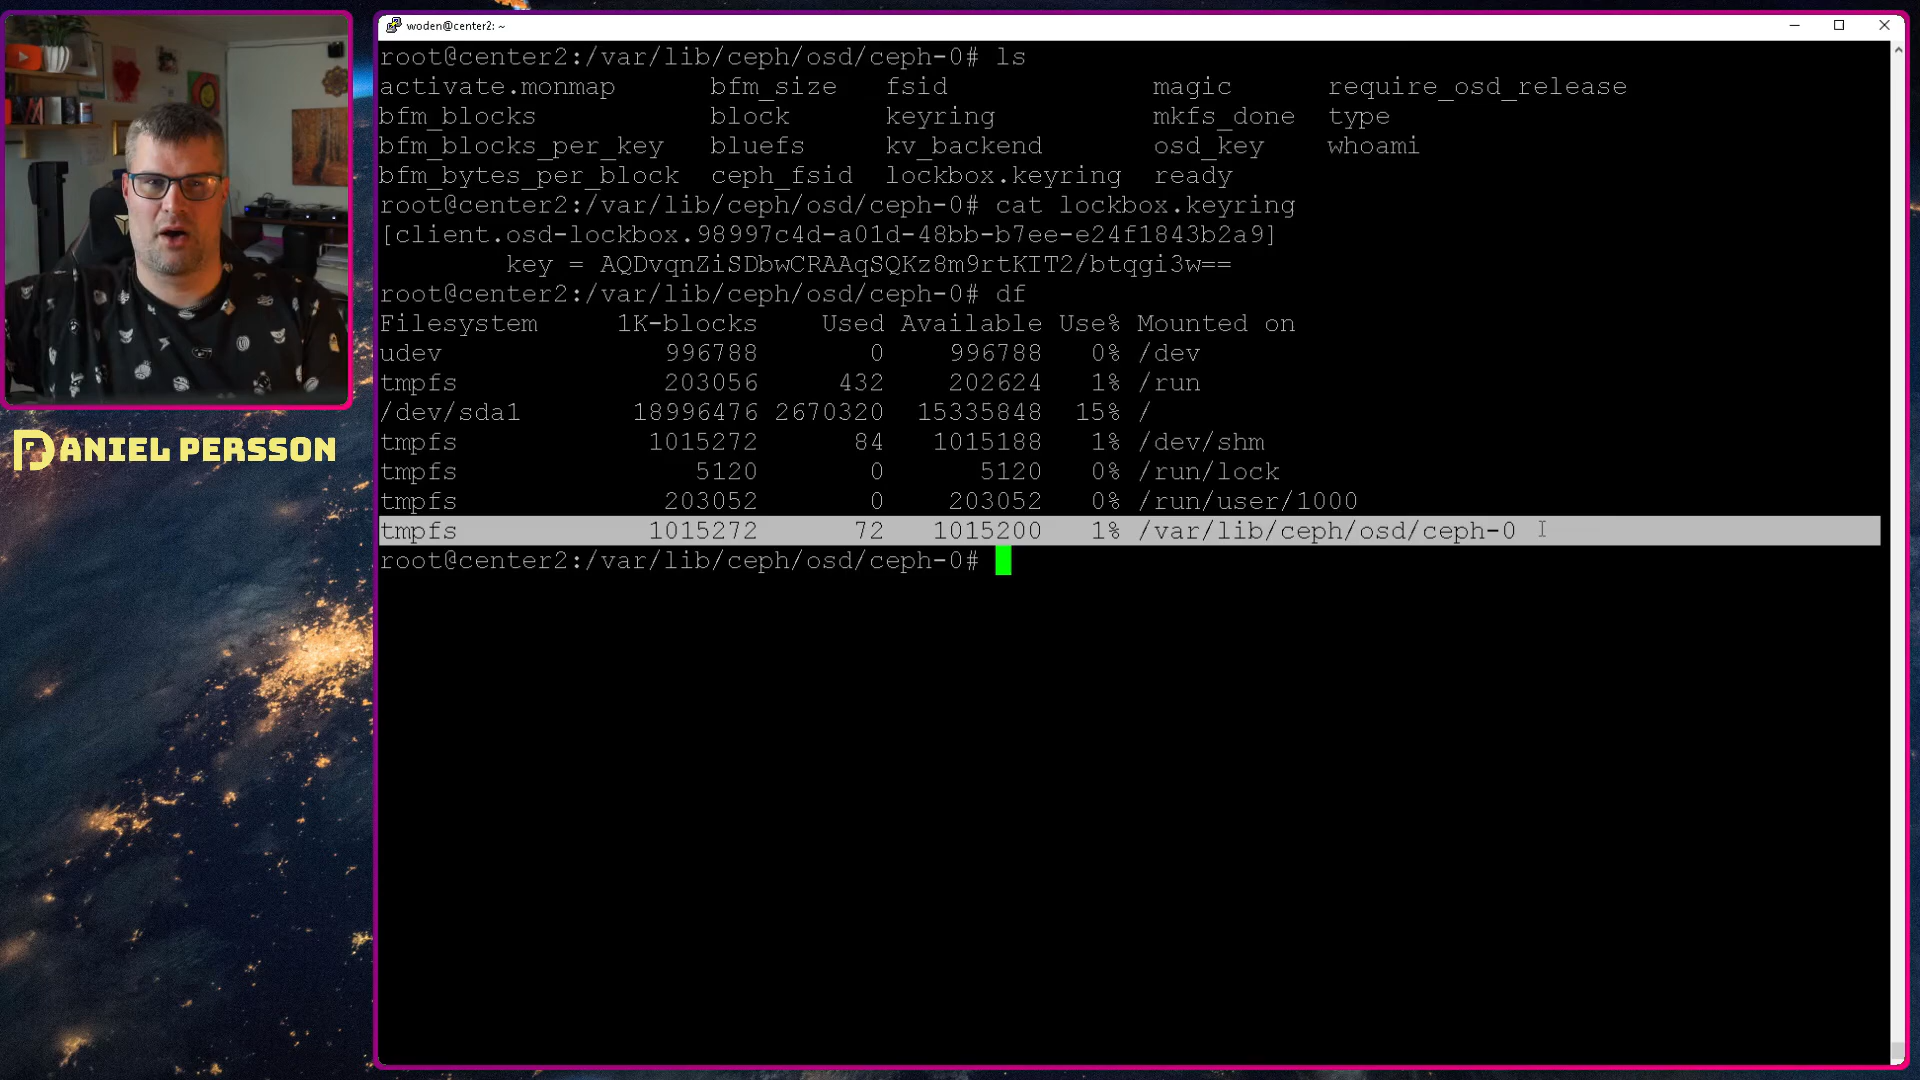 woden@center2: ~
root@center2:/var/lib/ceph/osd/ceph-0# ls
activate.monmap bfm_size fsid magic require_osd_release
bfm_blocks block keyring mkfs_done type
bfm_blocks_per_key bluefs kv_backend osd_key whoami
bfm_bytes_per_block ceph_fsid lockbox.keyring ready
root@center2:/var/lib/ceph/osd/ceph-0# cat lockbox.keyring
[client.osd-lockbox.98997c4d-a01d-48bb-b7ee-e24f1843b2a9]
key = AQDvqnZiSDbwCRAAqSQKz8m9rtKIT2/btqgi3w==
root@center2:/var/lib/ceph/osd/ceph-0# df
Filesystem 1K-blocks Used Available Use% Mounted on
udev 996788 0 996788 0% /dev
tmpfs 203056 432 202624 1% /run
/dev/sda1 18996476 2670320 15335848 15% /
tmpfs 1015272 84 1015188 1% /dev/shm
tmpfs 5120 0 5120 0% /run/lock
tmpfs 203052 0 203052 0% /run/user/1000
tmpfs 1015272 72 1015200 1% /var/lib/ceph/osd/ceph-0
root@center2:/var/lib/ceph/osd/ceph-0#
DANIEL PERSSON